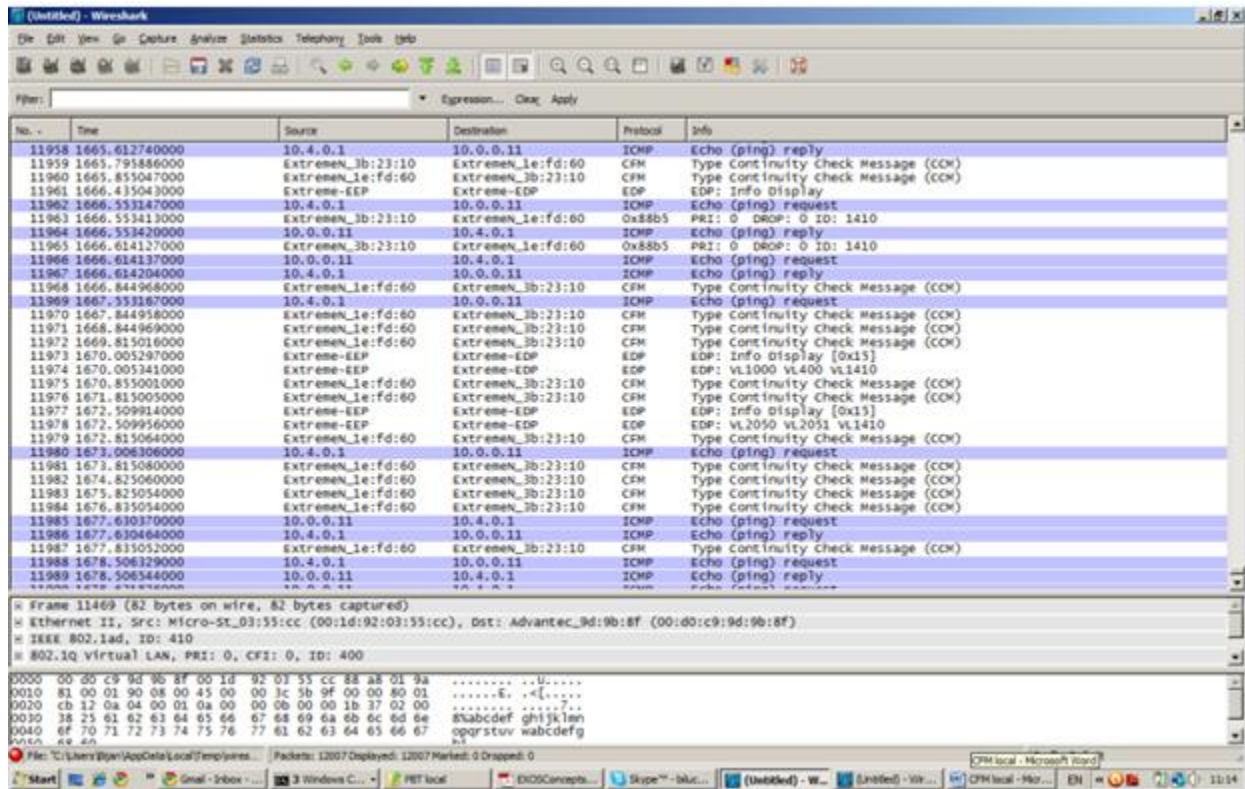 (Untitled) - Wireshark
File Edit View Go Capture Analyze Statistics Telephony Tools Help
Filter: Expression... Clear Apply
No. - Time Source Destination Protocol Info
11958 1665.612740000 10.4.0.1 10.0.0.11 ICMP Echo (ping) reply
11959 1665.795886000 ExtremeN_3b:23:10 ExtremeN_1e:fd:60 CFM Type Continuity Check Message (CCM)
11960 1665.855047000 ExtremeN_1e:fd:60 ExtremeN_3b:23:10 CFM Type Continuity Check Message (CCM)
11961 1666.435043000 Extreme-EEP Extreme-EDP EDP EDP: Info Display
11962 1666.553147000 10.4.0.1 10.0.0.11 ICMP Echo (ping) request
11963 1666.553413000 ExtremeN_3b:23:10 ExtremeN_1e:fd:60 0x88b5 PRI: 0 DROP: 0 ID: 1410
11964 1666.553420000 10.0.0.11 10.4.0.1 ICMP Echo (ping) reply
11965 1666.614127000 ExtremeN_3b:23:10 ExtremeN_1e:fd:60 0x88b5 PRI: 0 DROP: 0 ID: 1410
11966 1666.614137000 10.0.0.11 10.4.0.1 ICMP Echo (ping) request
11967 1666.614204000 10.4.0.1 10.0.0.11 ICMP Echo (ping) reply
11968 1666.844968000 ExtremeN_1e:fd:60 ExtremeN_3b:23:10 CFM Type Continuity Check Message (CCM)
11969 1667.553167000 10.4.0.1 10.0.0.11 ICMP Echo (ping) request
11970 1667.844958000 ExtremeN_1e:fd:60 ExtremeN_3b:23:10 CFM Type Continuity Check Message (CCM)
11971 1668.844969000 ExtremeN_1e:fd:60 ExtremeN_3b:23:10 CFM Type Continuity Check Message (CCM)
11972 1669.815016000 ExtremeN_1e:fd:60 ExtremeN_3b:23:10 CFM Type Continuity Check Message (CCM)
11973 1670.005297000 Extreme-EEP Extreme-EDP EDP EDP: Info Display [0x15]
11974 1670.005341000 Extreme-EEP Extreme-EDP EDP EDP: VL1000 VL400 VL1410
11975 1670.855001000 ExtremeN_1e:fd:60 ExtremeN_3b:23:10 CFM Type Continuity Check Message (CCM)
11976 1671.815005000 ExtremeN_1e:fd:60 ExtremeN_3b:23:10 CFM Type Continuity Check Message (CCM)
11977 1672.509914000 Extreme-EEP Extreme-EDP EDP EDP: Info Display [0x15]
11978 1672.509956000 Extreme-EEP Extreme-EDP EDP EDP: VL2050 VL2051 VL1410
11979 1672.815064000 ExtremeN_1e:fd:60 ExtremeN_3b:23:10 CFM Type Continuity Check Message (CCM)
11980 1673.006306000 10.4.0.1 10.0.0.11 ICMP Echo (ping) request
11981 1673.815080000 ExtremeN_1e:fd:60 ExtremeN_3b:23:10 CFM Type Continuity Check Message (CCM)
11982 1674.825060000 ExtremeN_1e:fd:60 ExtremeN_3b:23:10 CFM Type Continuity Check Message (CCM)
11983 1675.825054000 ExtremeN_1e:fd:60 ExtremeN_3b:23:10 CFM Type Continuity Check Message (CCM)
11984 1676.835054000 ExtremeN_1e:fd:60 ExtremeN_3b:23:10 CFM Type Continuity Check Message (CCM)
11985 1677.630370000 10.0.0.11 10.4.0.1 ICMP Echo (ping) request
11986 1677.630464000 10.4.0.1 10.0.0.11 ICMP Echo (ping) reply
11987 1677.835052000 ExtremeN_1e:fd:60 ExtremeN_3b:23:10 CFM Type Continuity Check Message (CCM)
11988 1678.506329000 10.4.0.1 10.0.0.11 ICMP Echo (ping) request
11989 1678.506544000 10.0.0.11 10.4.0.1 ICMP Echo (ping) reply
Frame 11469 (82 bytes on wire, 82 bytes captured)
Ethernet II, Src: Micro-St_03:55:cc (00:1d:92:03:55:cc), Dst: Advantec_9d:9b:8f (00:d0:c9:9d:9b:8f)
IEEE 802.1ad, ID: 410
802.1Q Virtual LAN, PRI: 0, CFI: 0, ID: 400
0000 00 d0 c9 9d 9b 8f 00 1d 92 03 55 cc 88 a8 01 9a ........ ..U.....
0010 81 00 01 90 08 00 45 00 00 3c 5b 9f 00 00 80 01 ......E. .<[.....
0020 cb 12 0a 04 00 01 0a 00 00 0b 00 00 1b 37 02 00 ........ .....7..
0030 38 25 61 62 63 64 65 66 67 68 69 6a 6b 6c 6d 6e 8%abcdef ghijklmn
0040 6f 70 71 72 73 74 75 76 77 61 62 63 64 65 66 67 opqrstuv wabcdefg
File: "C:\Users\Bijan\AppData\Local\Temp\wires... Packets: 12007 Displayed: 12007 Marked: 0 Dropped: 0
CFM local - Microsoft Word
Start Gmail - Inbox - ... 3 Windows C... PBT local EXOSConcepts... Skype™ - biluc... (Untitled) - W... (Untitled) - Wir... CFM local - Micr... EN 11:14